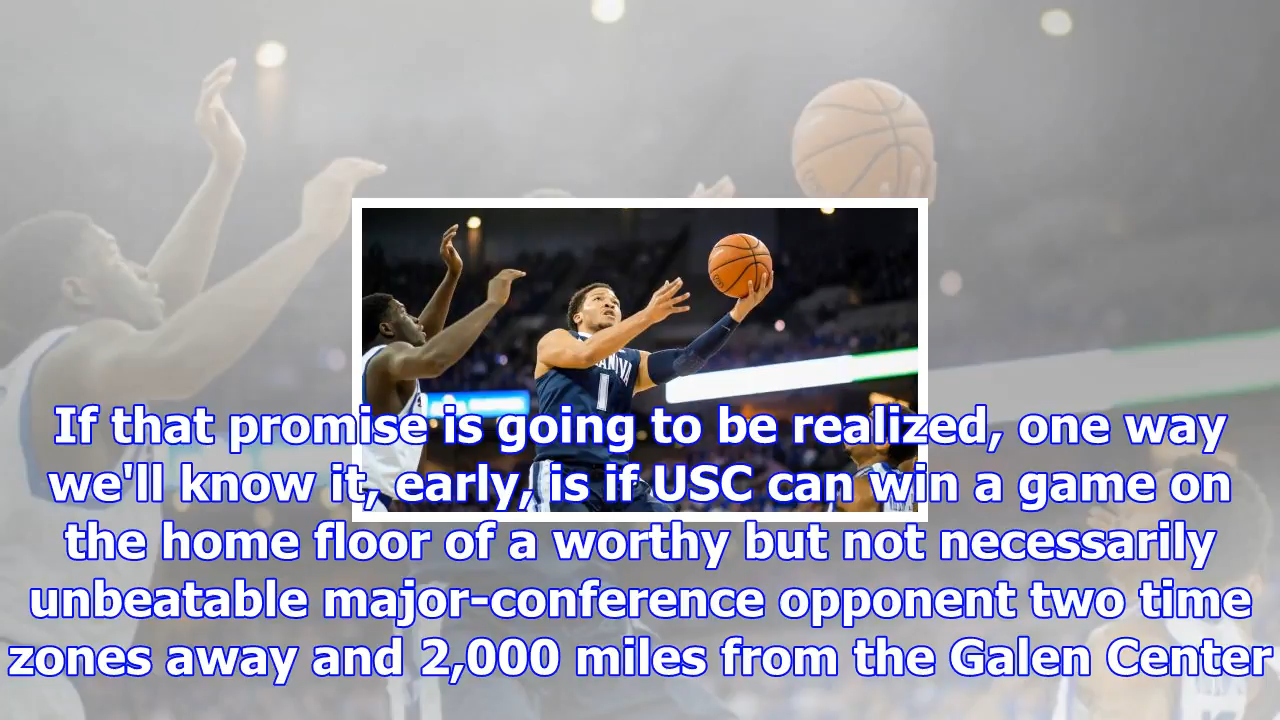 ANOVA
1
If that promise is going to be realized, one way
we'll know it, early, is if USC can win a game on
the home floor of a worthy but not necessarily
unbeatable major-conference opponent two time
zones away and 2,000 miles from the Galen Center